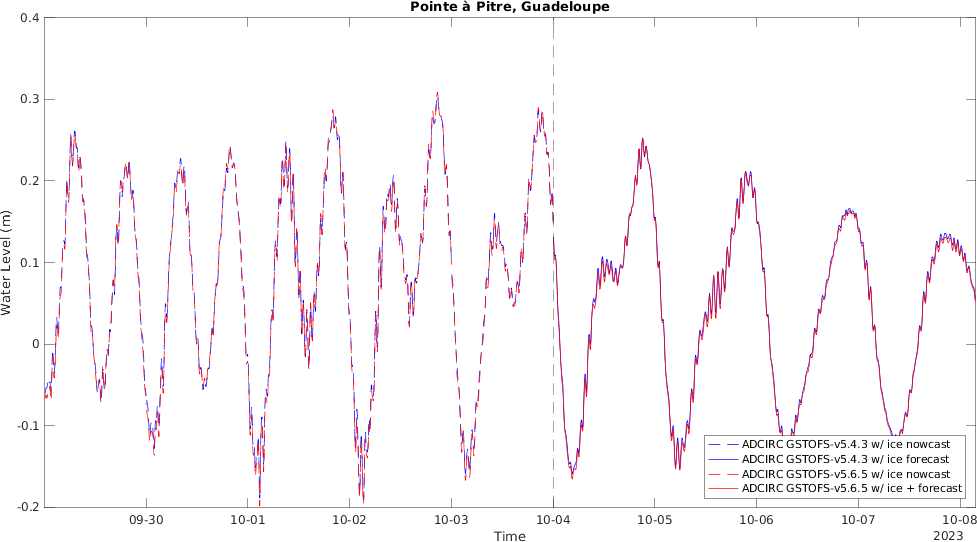 Pointe à Pitre, Guadeloupe
Water Level (m)
0.4
0.3
0.2
0.1
0
-0.1
-0.2
09-30
10-01
10-02
10-03
10-04
10-05
10-06
10-07
10-08
2023
Time
ADCIRC GSTOFS-v5.4.3 w/ ice nowcast
ADCIRC GSTOFS-v5.4.3 w/ ice forecast
ADCIRC GSTOFS-v5.6.5 w/ ice nowcast
ADCIRC GSTOFS-v5.6.5 w/ ice + forecast